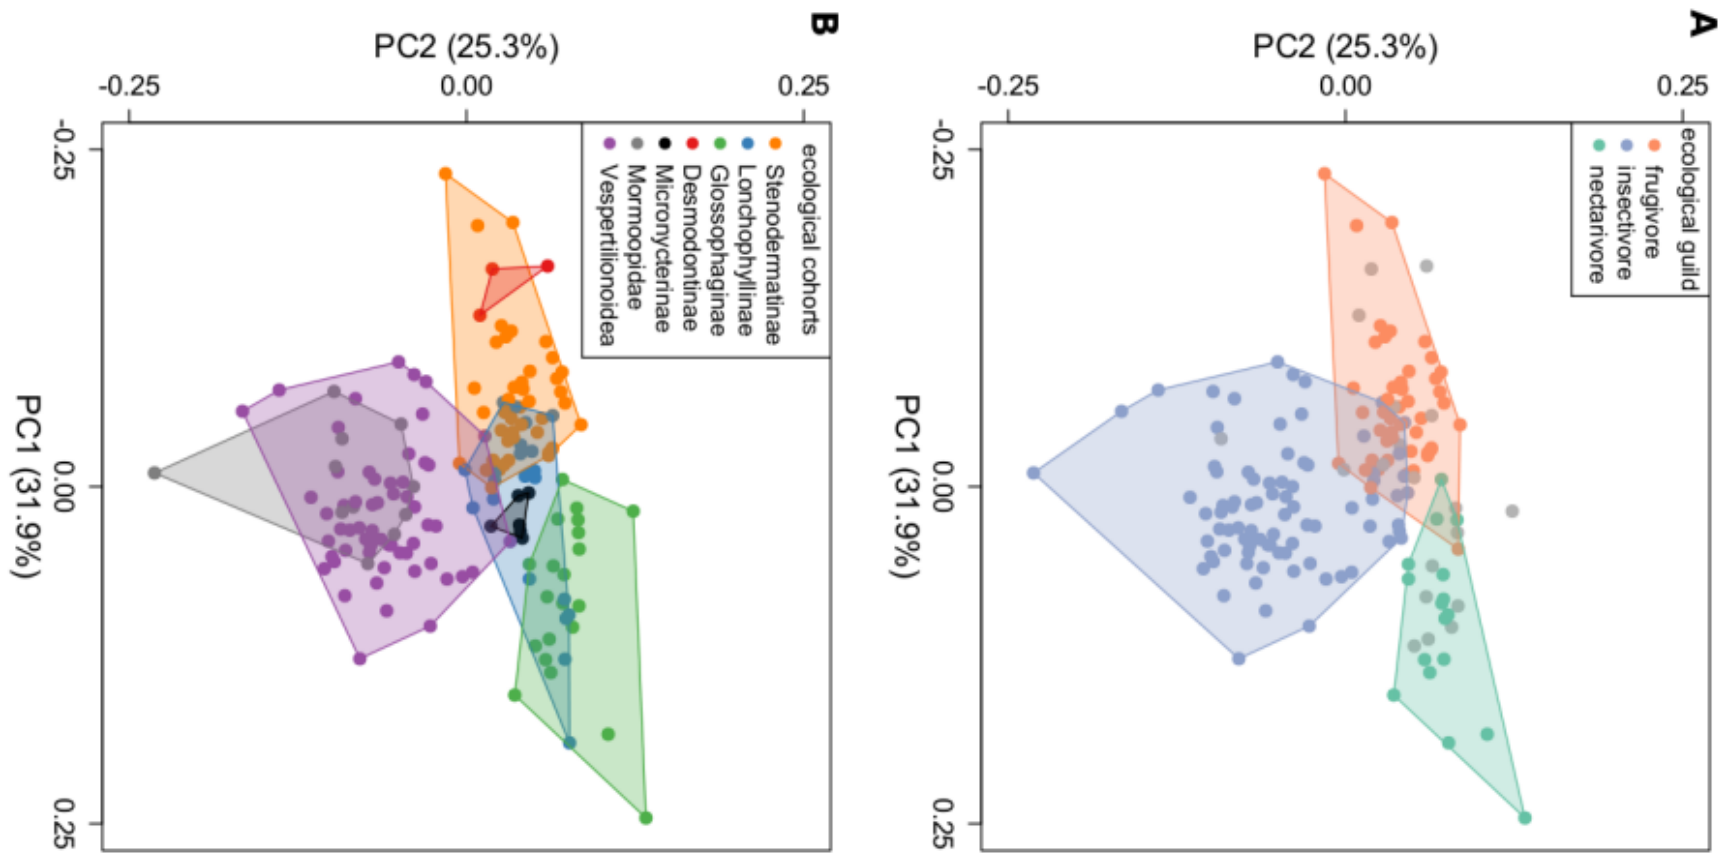 A
PC2 (25.3%)
-0.25
0.00
0.25
-0.25
0.00
0.25
PC1 (31.9%)
ecological guild
frugivore
insectivore
nectarivore
B
PC2 (25.3%)
-0.25
0.00
0.25
-0.25
0.00
0.25
PC1 (31.9%)
ecological cohorts
Stenodermatinae
Lonchophyllinae
Glossophaginae
Desmodontinae
Micronycterinae
Mormoopidae
Vespertilionoidea